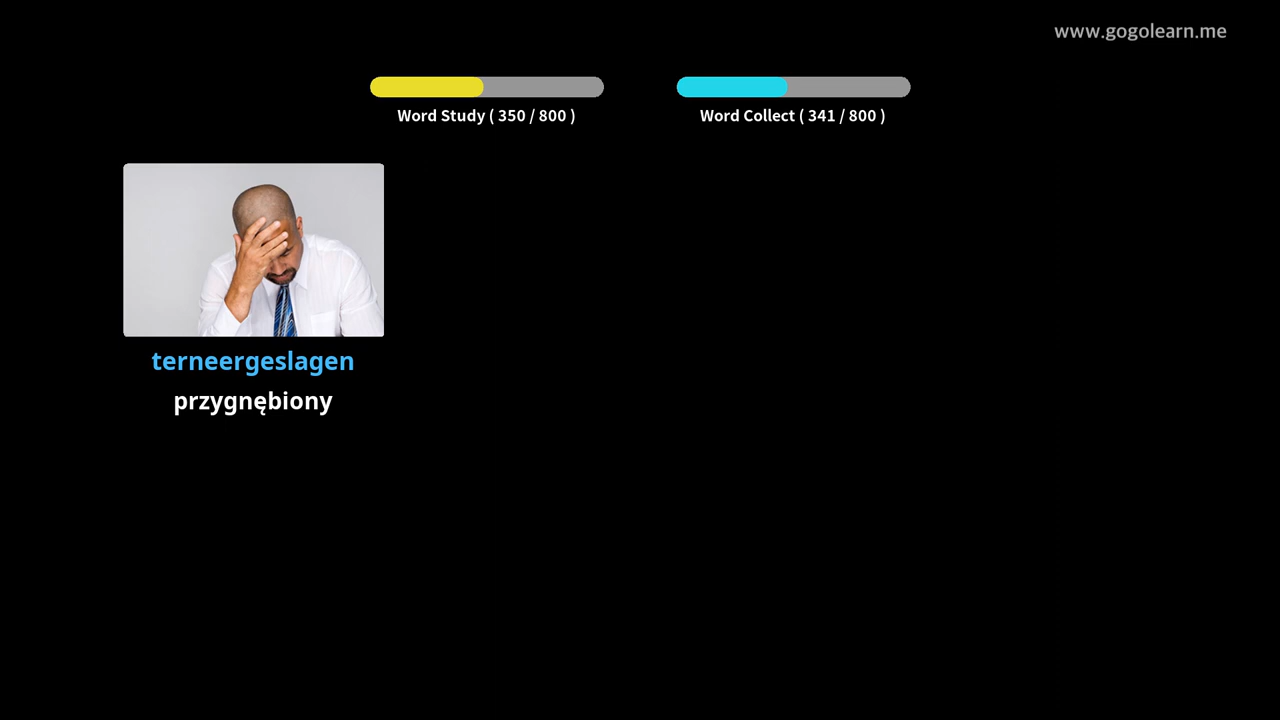 www.gogolearn.me
Word Study ( 350 / 800 )
Word Collect ( 341 / 800 )
terneergeslagen
przygnębiony